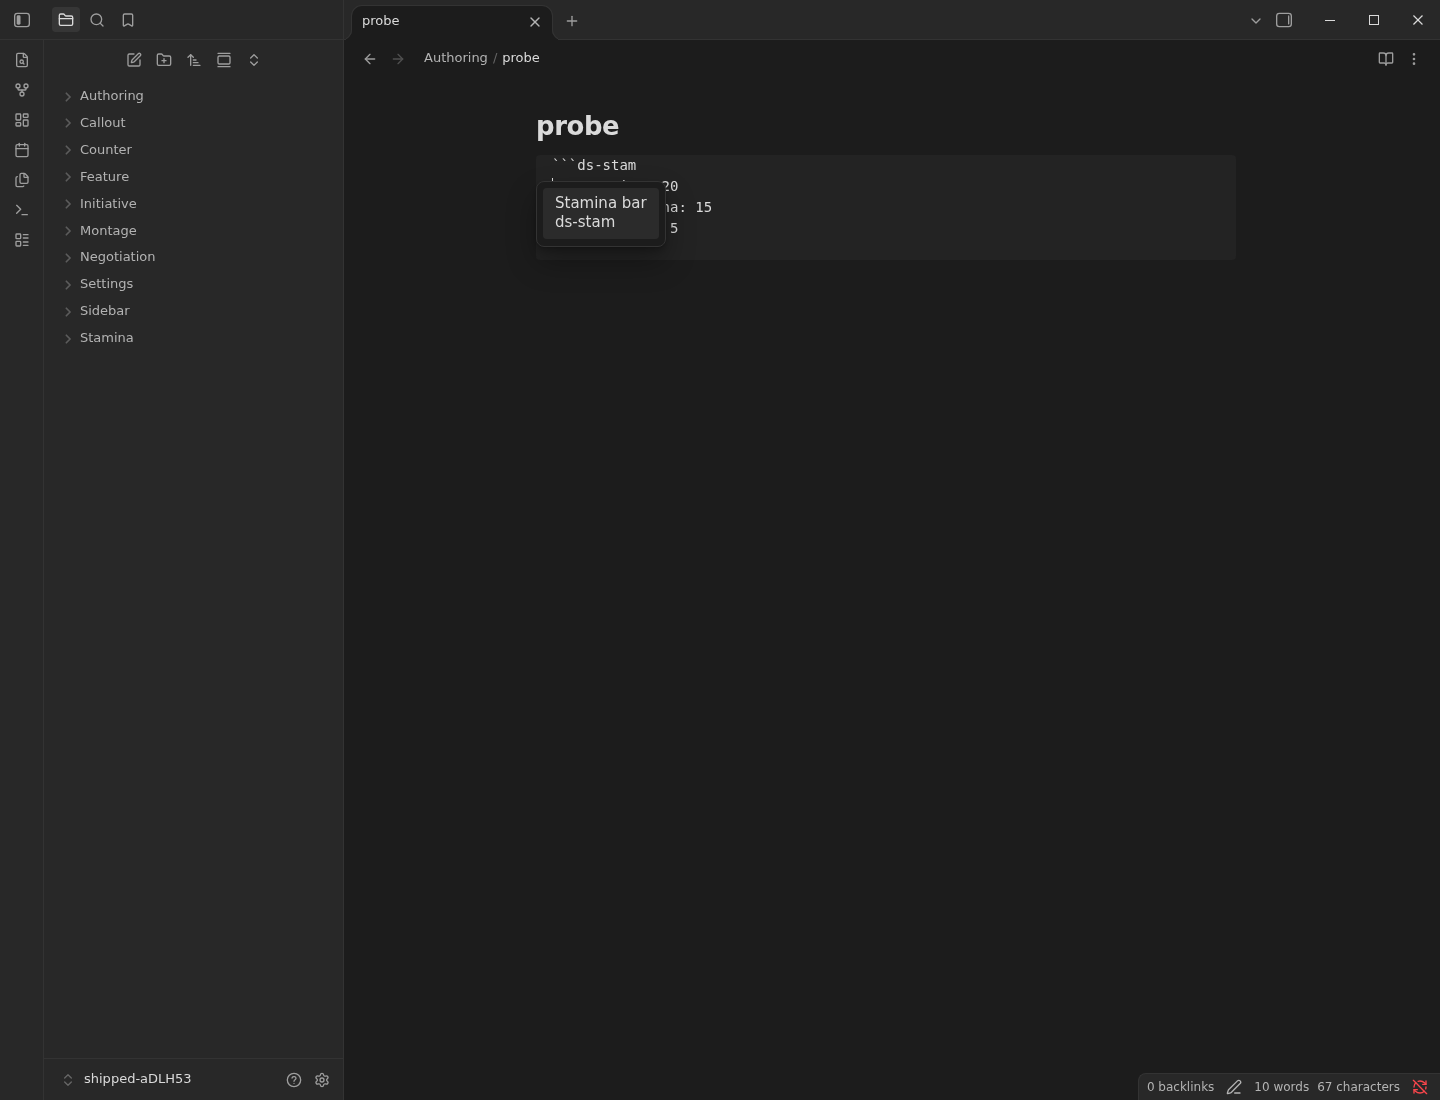 probe
Authoring / probe
Authoring
Callout
Counter
Feature
Initiative
Montage
Negotiation
Settings
Sidebar
Stamina
probe
```ds-stam
20
na: 15
5
Stamina bar
ds-stam
shipped-aDLH53
0 backlinks
10 words 67 characters